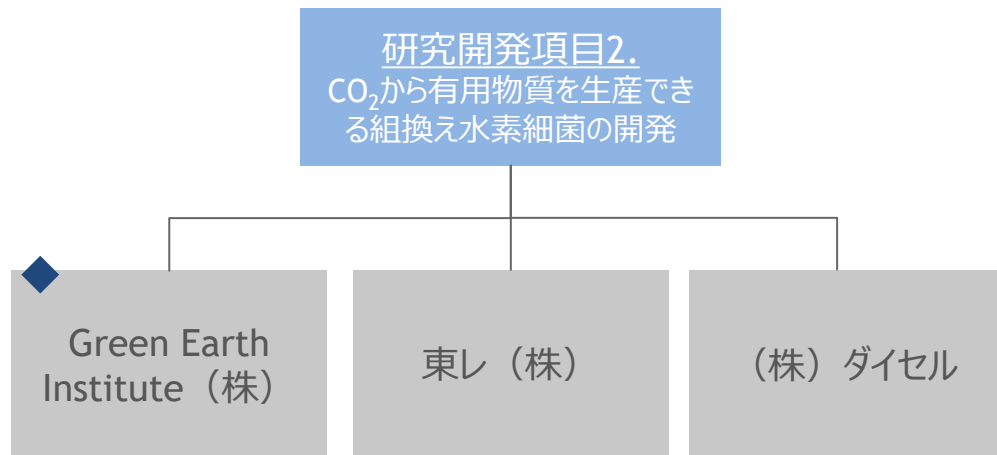 研究開発項目2.
CO₂から有用物質を生産でき
る組換え水素細菌の開発
Green Earth
Institute（株）
東レ（株）
（株）ダイセル